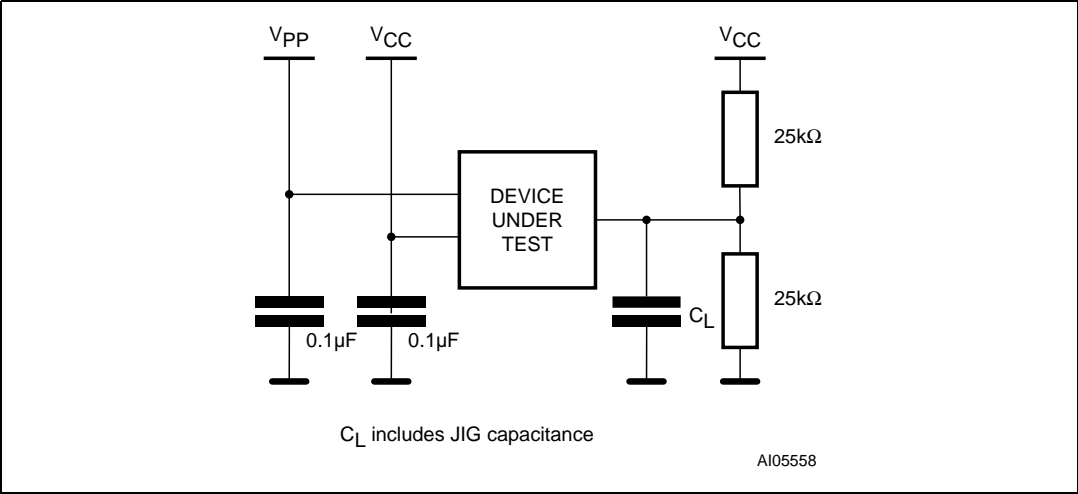 VPP
VCC
VCC
25kΩ
DEVICE
UNDER
TEST
25kΩ
CL
0.1µF
0.1µF
CL includes JIG capacitance
AI05558